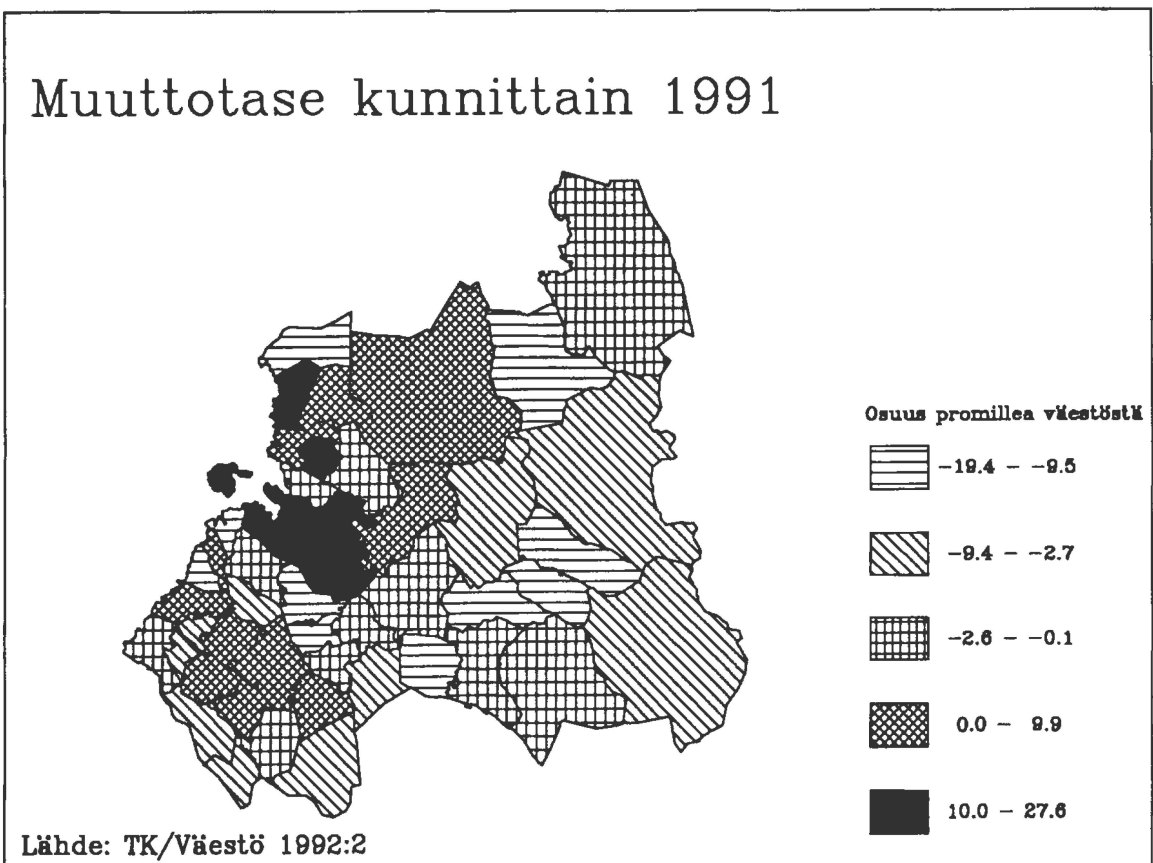 Muuttotase kunnittain 1991
Osuus promillea väestöstä
-19.4 - -9.5
-9.4 - -2.7
-2.6 - -0.1
0.0 - 9.9
10.0 - 27.6
Lähde: TK/Väestö 1992:2